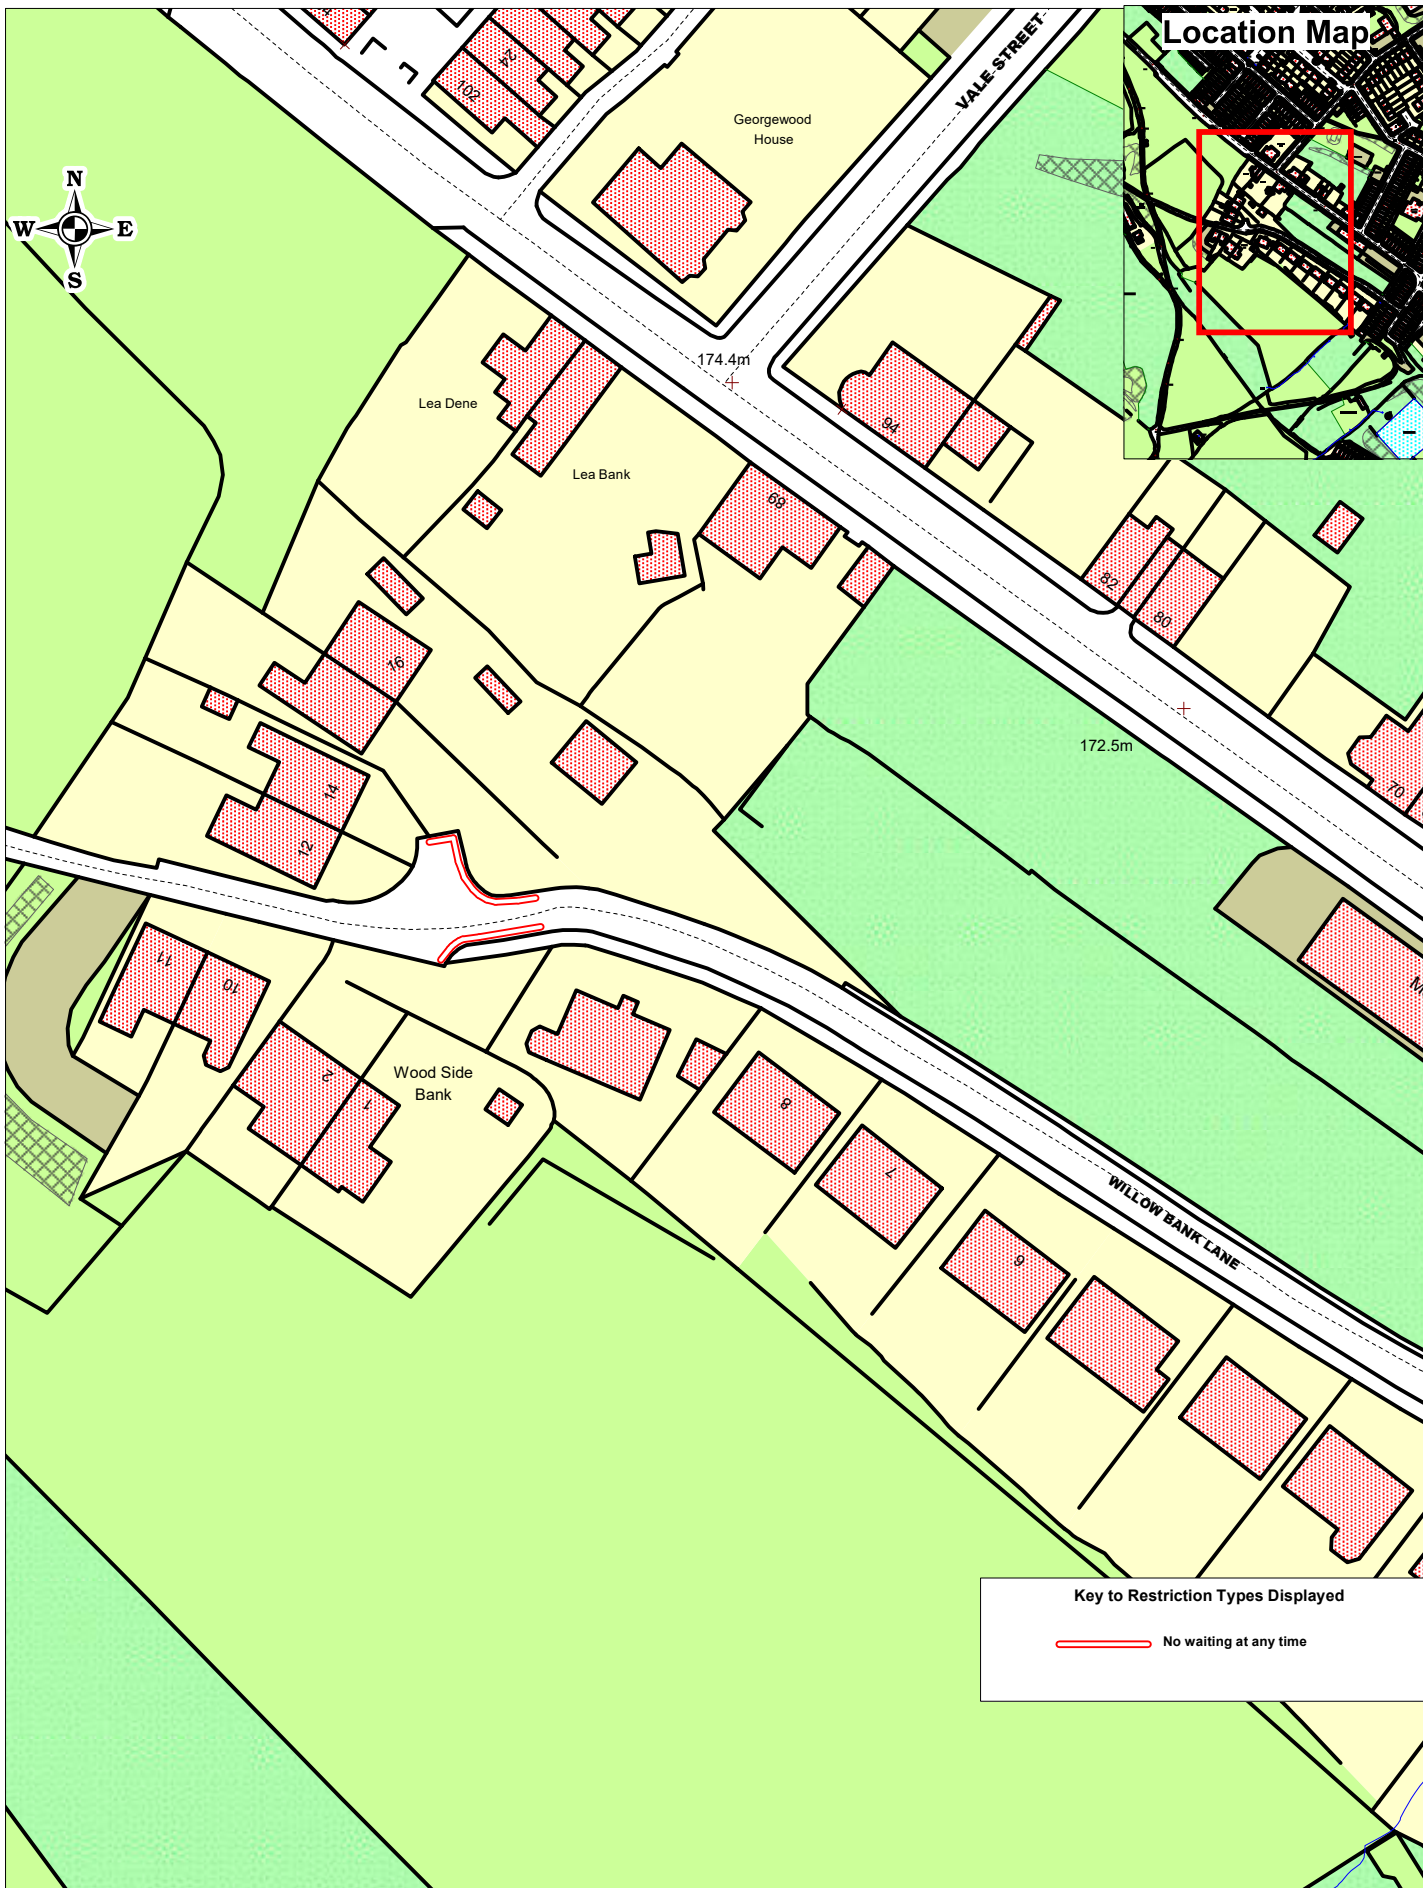 Location Map
VALE STREET
24
102
Georgewood
House
N
W E
S
174.4m
Lea Dene
94
Lea Bank
68
82
80
16
172.5m
14
70
12
11
10
Wood Side
Bank
2
1
8
7
WILLOW BANK LANE
6
Key to Restriction Types Displayed
No waiting at any time